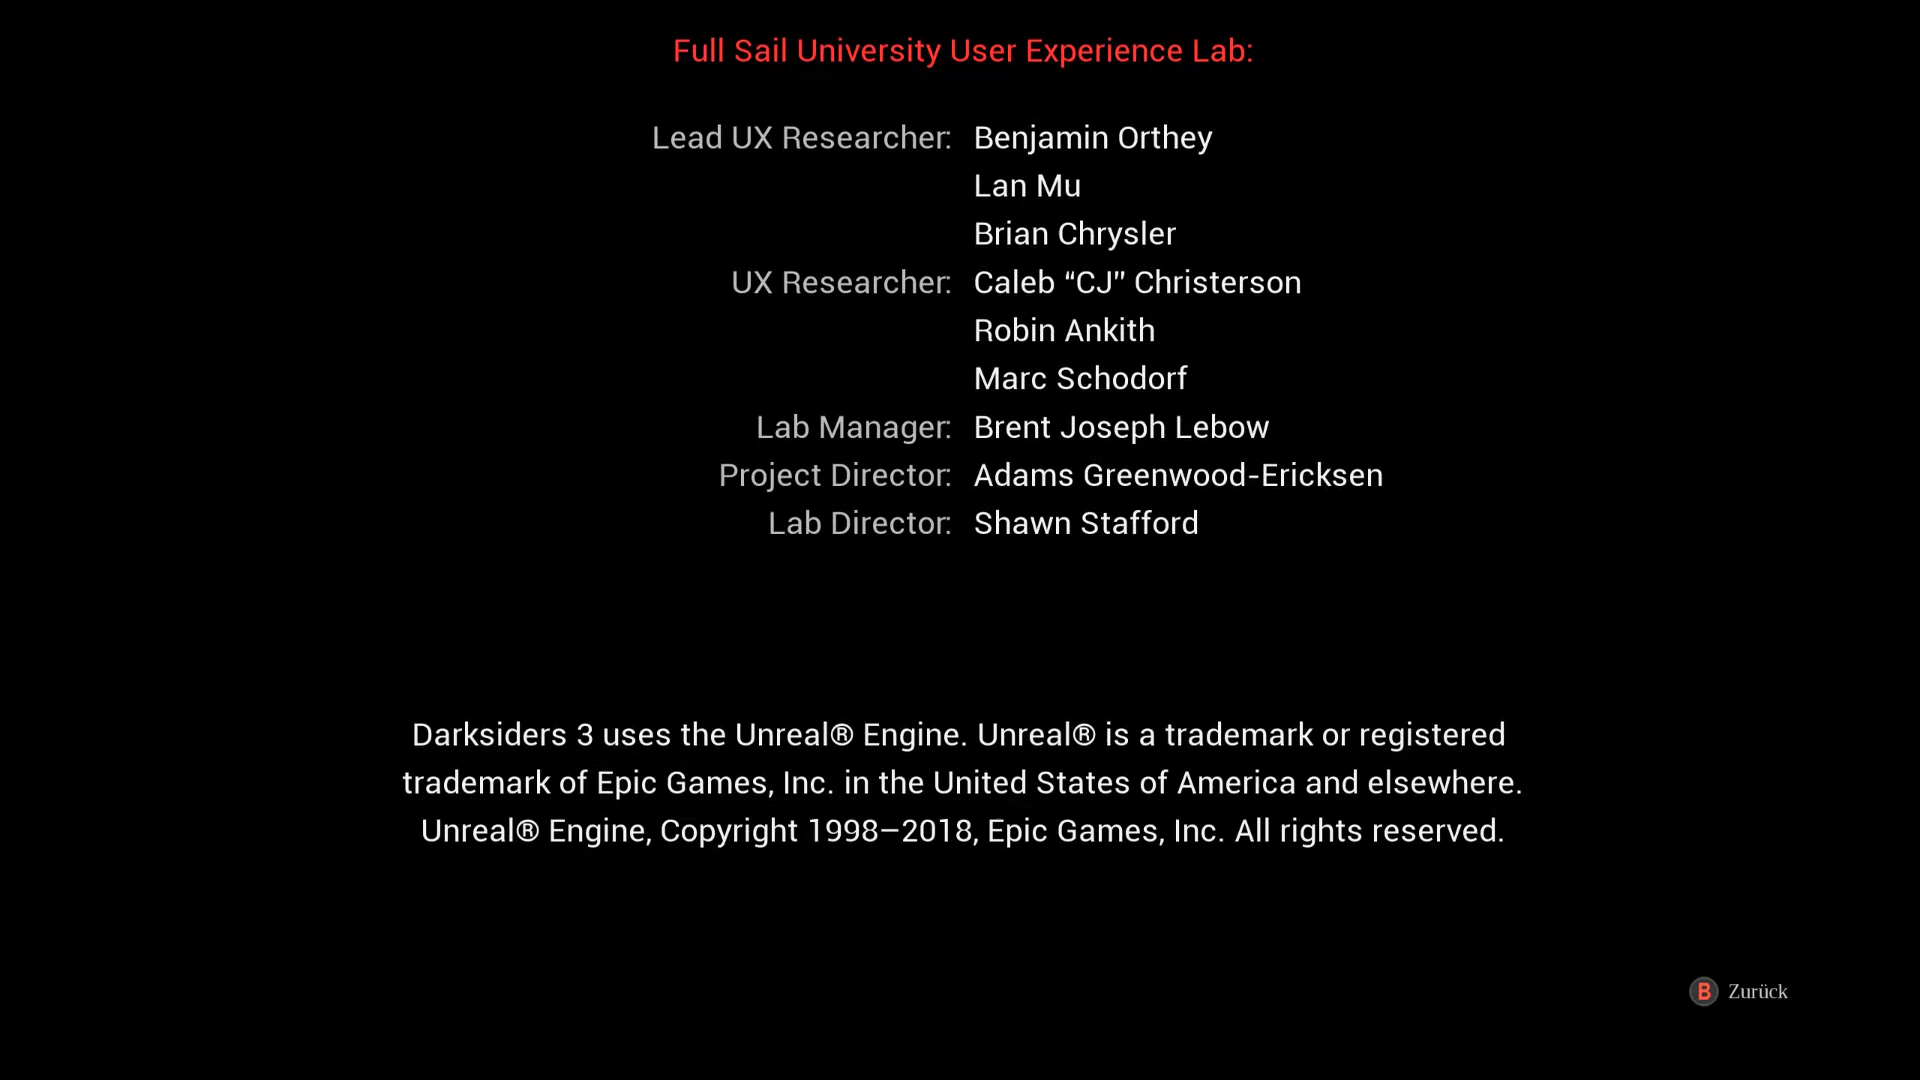 Full Sail University User Experience Lab:
Lead UX Researcher: Benjamin Orthey
Lan Mu
Brian Chrysler
UX Researcher: Caleb “CJ” Christerson
Robin Ankith
Marc Schodorf
Lab Manager: Brent Joseph Lebow
Project Director: Adams Greenwood-Ericksen
Lab Director: Shawn Stafford
Darksiders 3 uses the Unreal® Engine. Unreal® is a trademark or registered
trademark of Epic Games, Inc. in the United States of America and elsewhere.
Unreal® Engine, Copyright 1998–2018, Epic Games, Inc. All rights reserved.
B Zurück